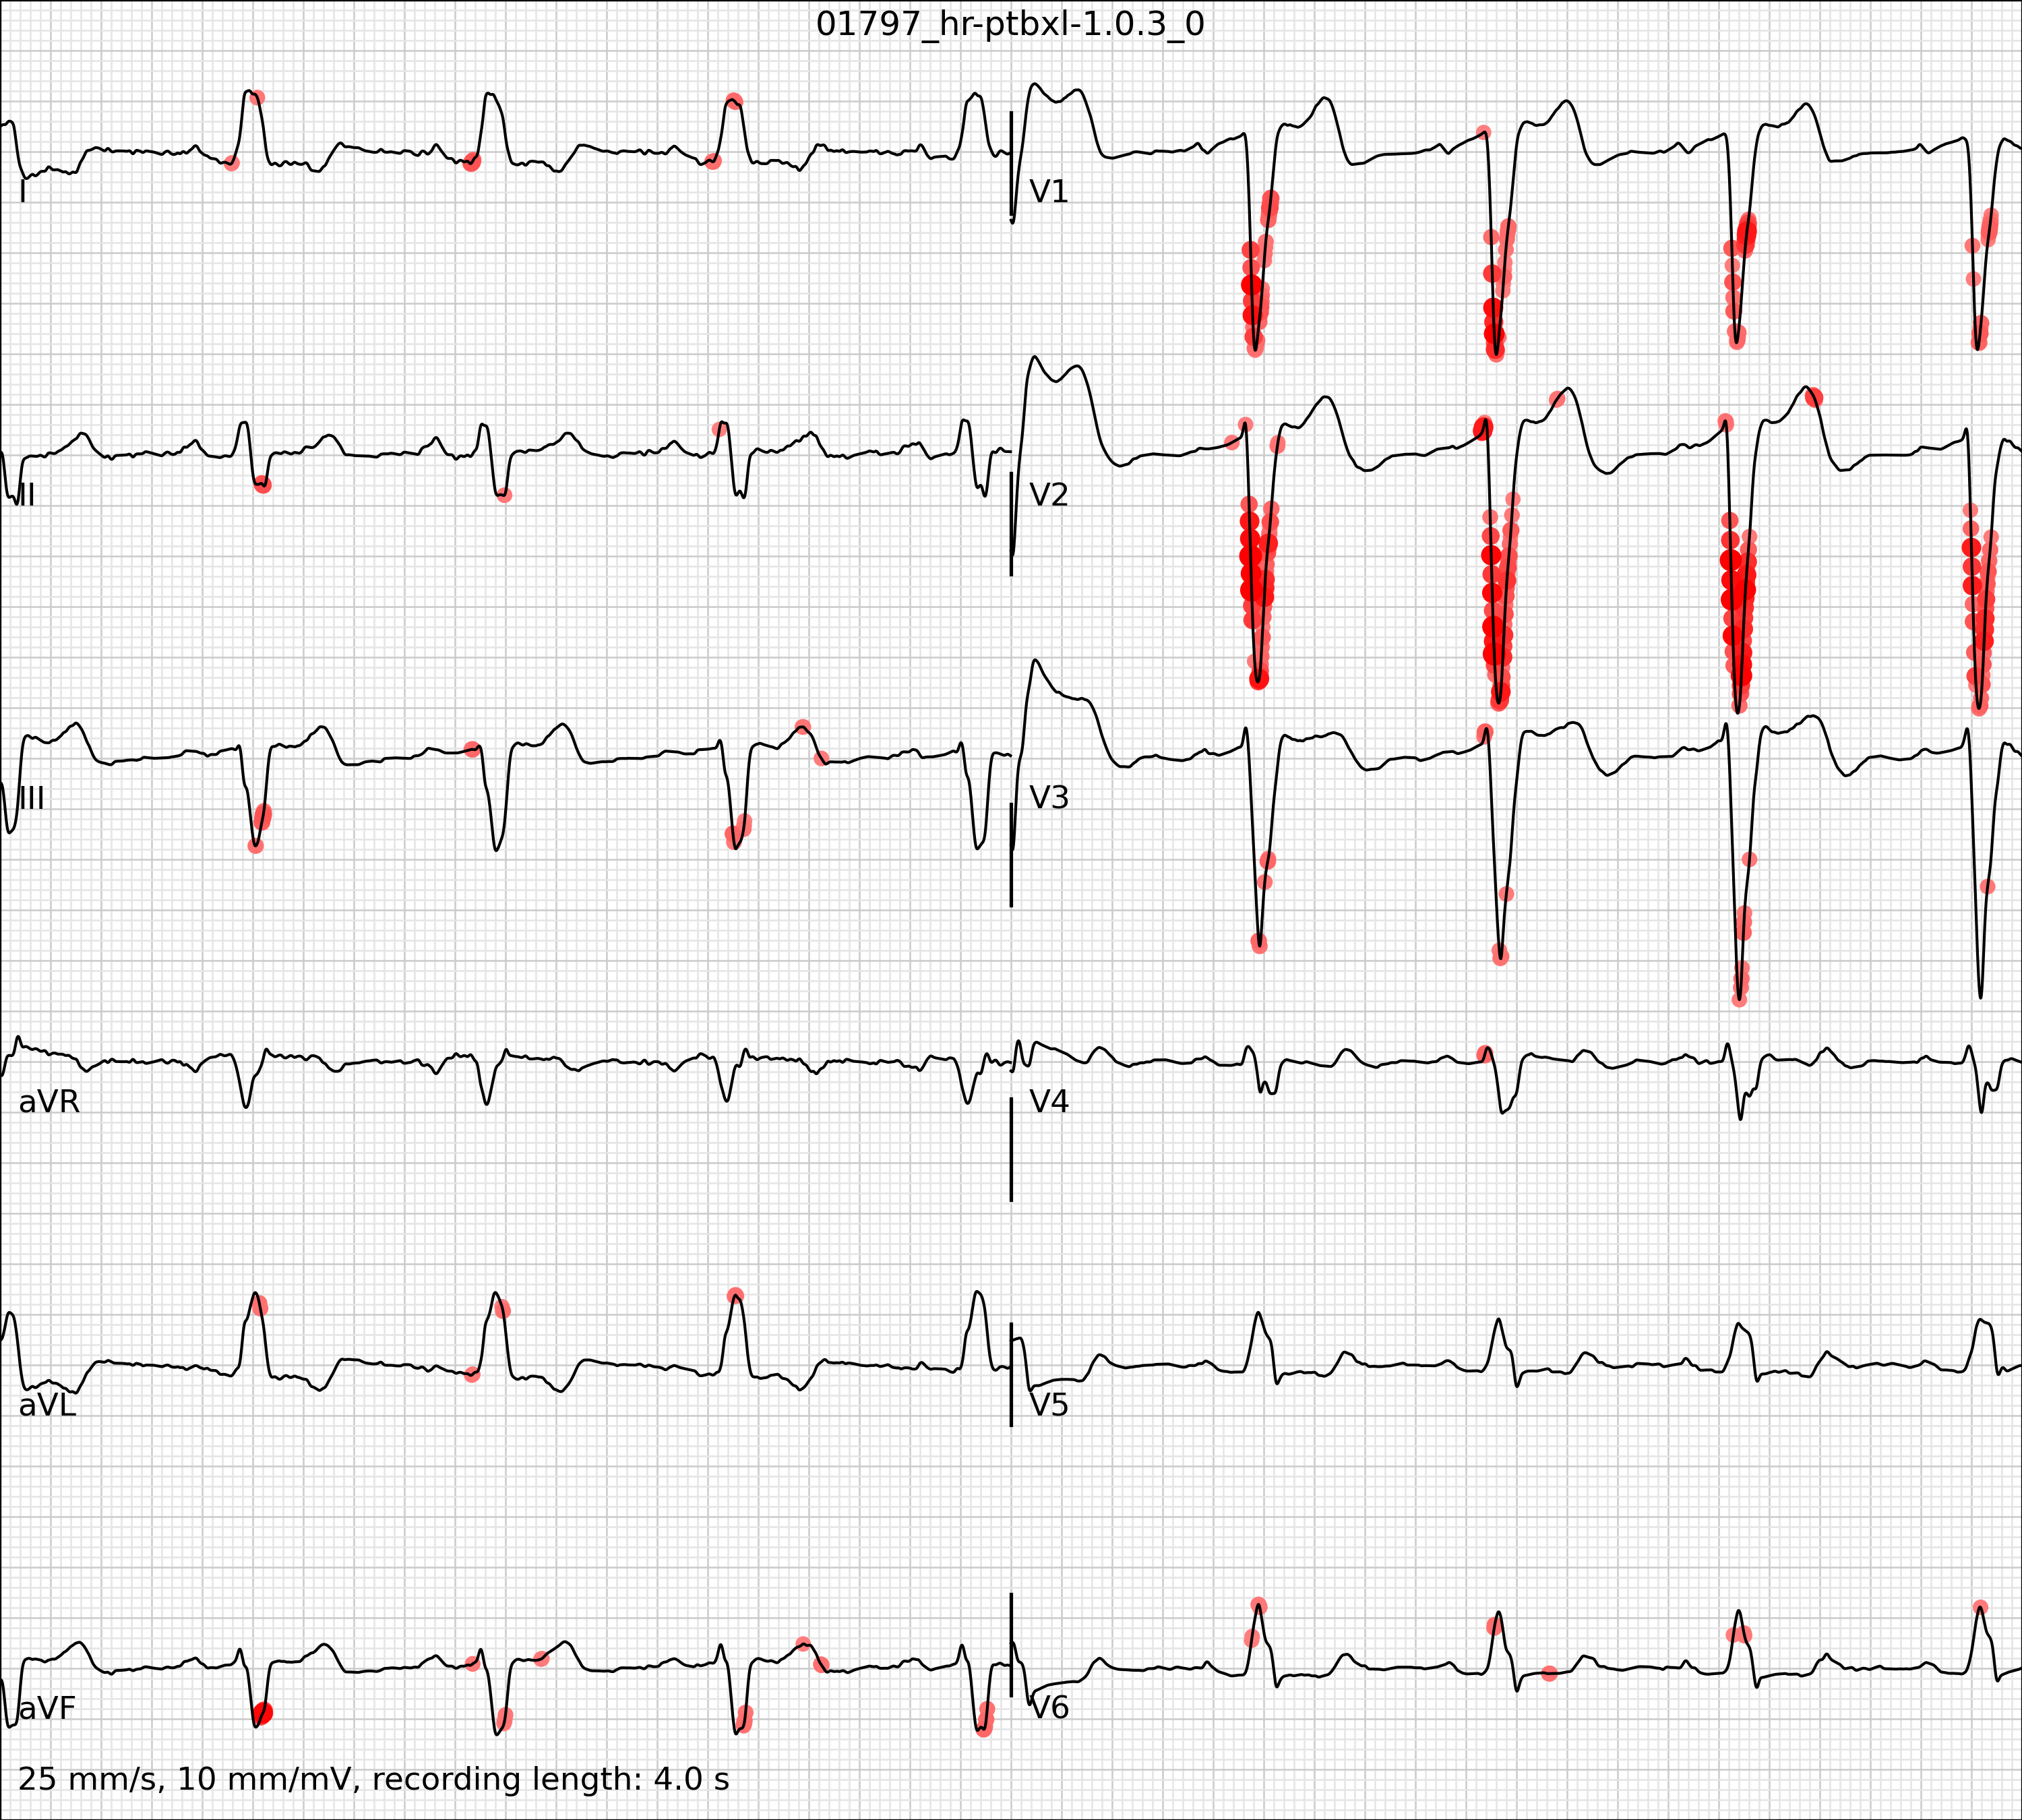 01797_hr-ptbxl-1.0.3_0
I
V1
II
V2
III
V3
aVR
V4
aVL
V5
aVF
V6
25 mm/s, 10 mm/mV, recording length: 4.0 s